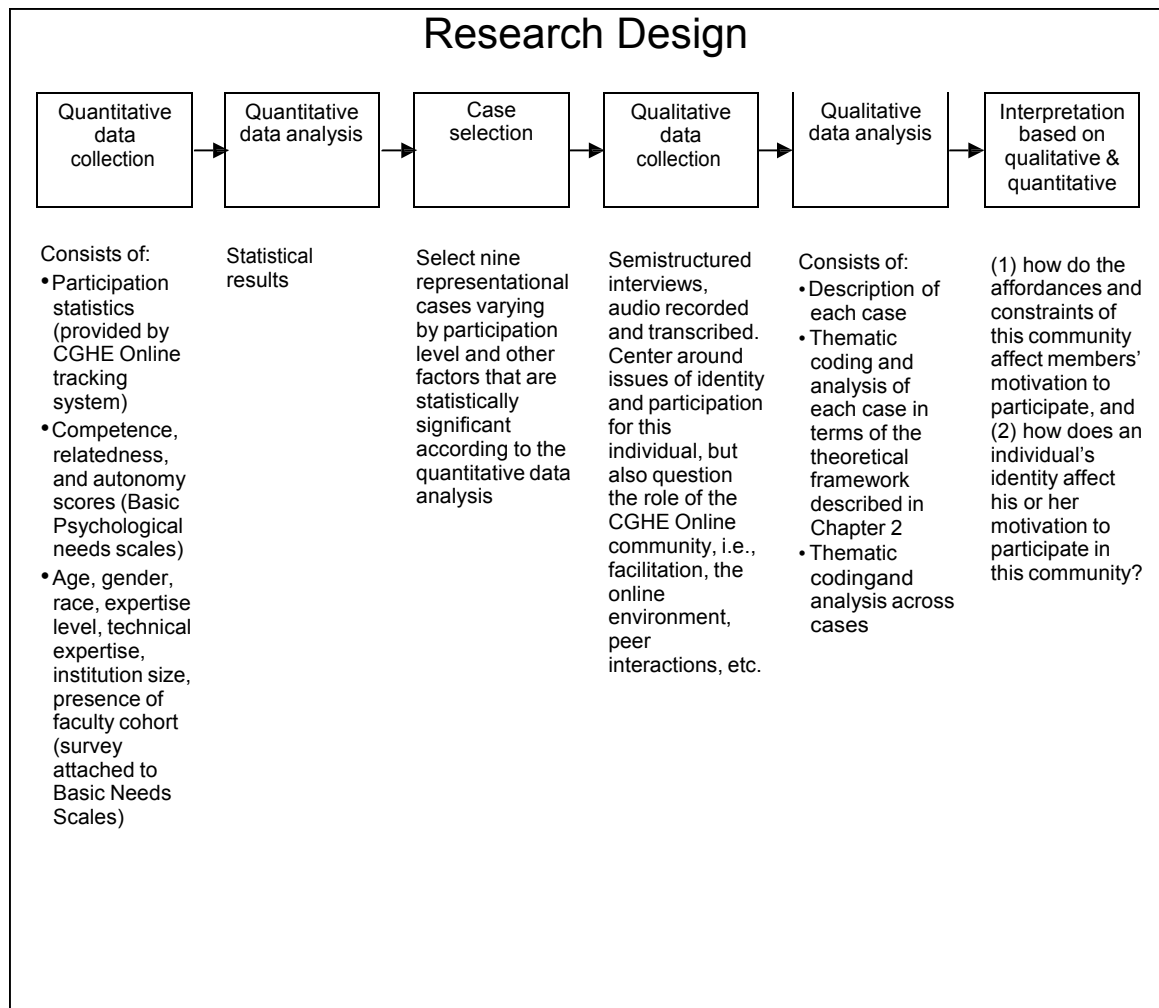 Research Design
Quantitative
data
collection
Quantitative
data analysis
Case
selection
Qualitative
data
collection
Qualitative
data analysis
Interpretation
based on
qualitative &
quantitative
Consists of:
•Participation
statistics
(provided by
CGHE Online
tracking
system)
•Competence,
relatedness,
and autonomy
scores (Basic
Psychological
needs scales)
•Age, gender,
race, expertise
level, technical
expertise,
institution size,
presence of
faculty cohort
(survey
attached to
Basic Needs
Scales)
Statistical
results
Select nine
representational
cases varying
by participation
level and other
factors that are
statistically
significant
according to the
quantitative data
analysis
Semistructured
interviews,
audio recorded
and transcribed.
Center around
issues of identity
and participation
for this
individual, but
also question
the role of the
CGHE Online
community, i.e.,
facilitation, the
online
environment,
peer
interactions, etc.
Consists of:
• Description of
each case
• Thematic
coding and
analysis of
each case in
terms of the
theoretical
framework
described in
Chapter 2
• Thematic
codingand
analysis across
cases
(1) how do the
affordances and
constraints of
this community
affect members’
motivation to
participate, and
(2) how does an
individual’s
identity affect
his or her
motivation to
participate in
this community?